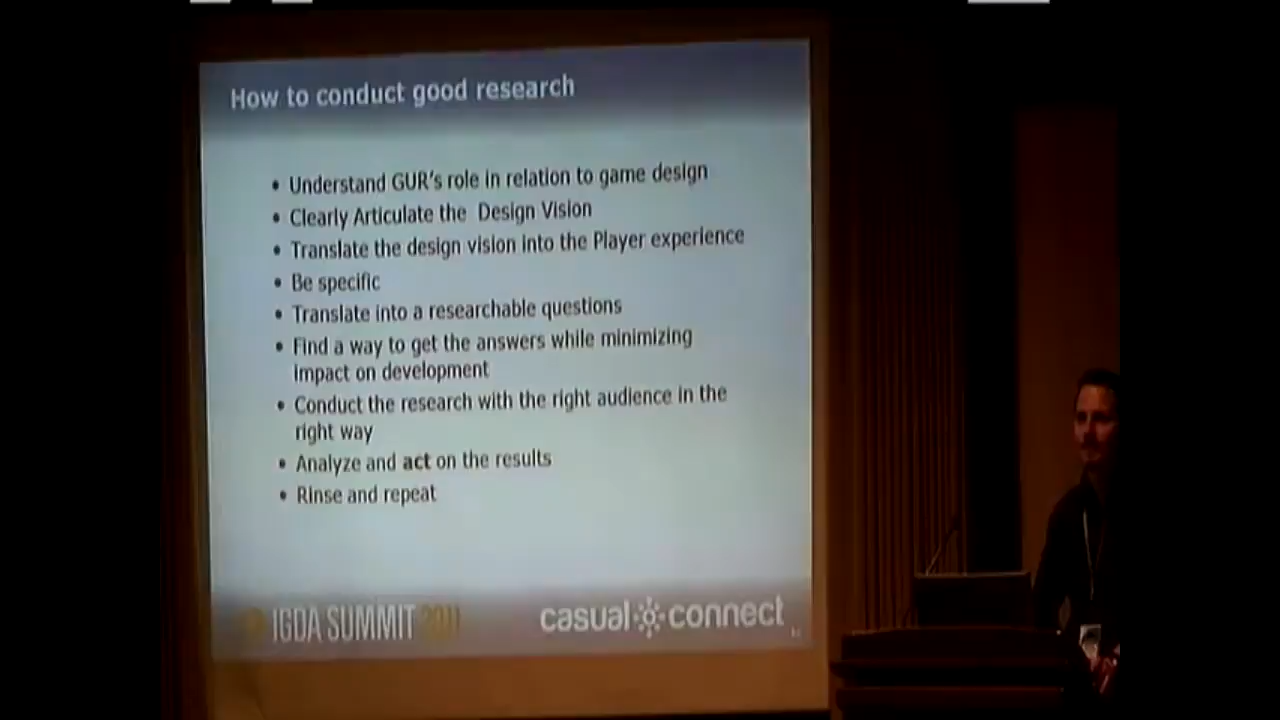 How to conduct good research
• Understand GUR's role in relation to game design
• Clearly Articulate the Design Vision
• Translate the design vision into the Player experience
• Be specific
• Translate into a researchable questions
• Find a way to get the answers while minimizing
impact on development
• Conduct the research with the right audience in the
right way
• Analyze and act on the results
• Rinse and repeat
IGDA SUMMIT 2011
casual connect